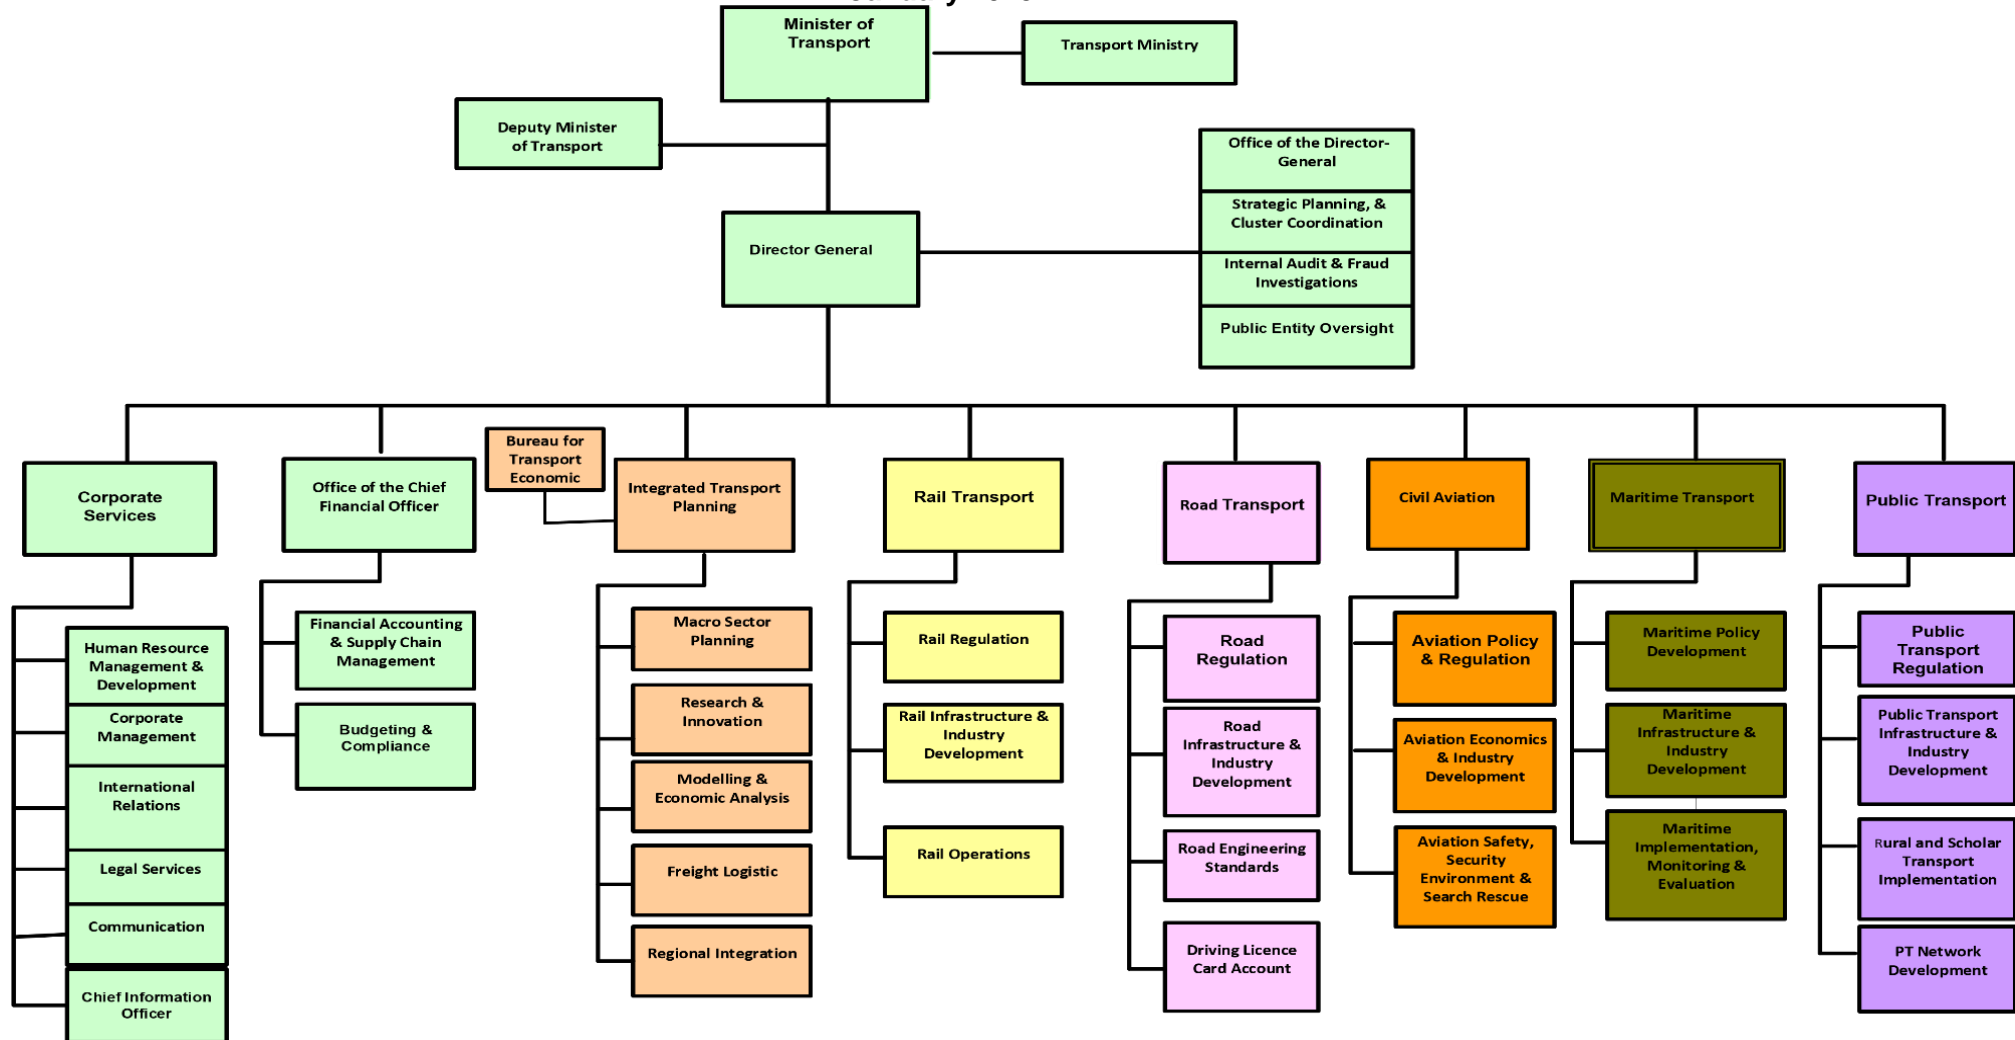 Minister of
Transport
Transport Ministry
Deputy Minister
of Transport
Office of the Director-
General
Strategic Planning, &
Cluster Coordination
Director General
Internal Audit & Fraud
Investigations
Public Entity Oversight
Bureau for
Transport
Economic
Corporate
Services
Office of the Chief
Financial Officer
Integrated Transport
Planning
Rail Transport
Road Transport
Civil Aviation
Maritime Transport
Public Transport
Human Resource
Management &
Development
Corporate
Management
International
Relations
Legal Services
Communication
Chief Information
Officer
Financial Accounting
& Supply Chain
Management
Budgeting &
Compliance
Macro Sector
Planning
Research &
Innovation
Modelling &
Economic Analysis
Freight Logistic
Regional Integration
Rail Regulation
Rail Infrastructure &
Industry
Development
Rail Operations
Road
Regulation
Road
Infrastructure &
Industry
Development
Road Engineering
Standards
Driving Licence
Card Account
Aviation Policy
& Regulation
Aviation Economics
& Industry
Development
Aviation Safety,
Security
Environment &
Search Rescue
Maritime Policy
Development
Maritime
Infrastructure &
Industry
Development
Maritime
Implementation,
Monitoring &
Evaluation
Public
Transport
Regulation
Public Transport
Infrastructure &
Industry
Development
Rural and Scholar
Transport
Implementation
PT Network
Development